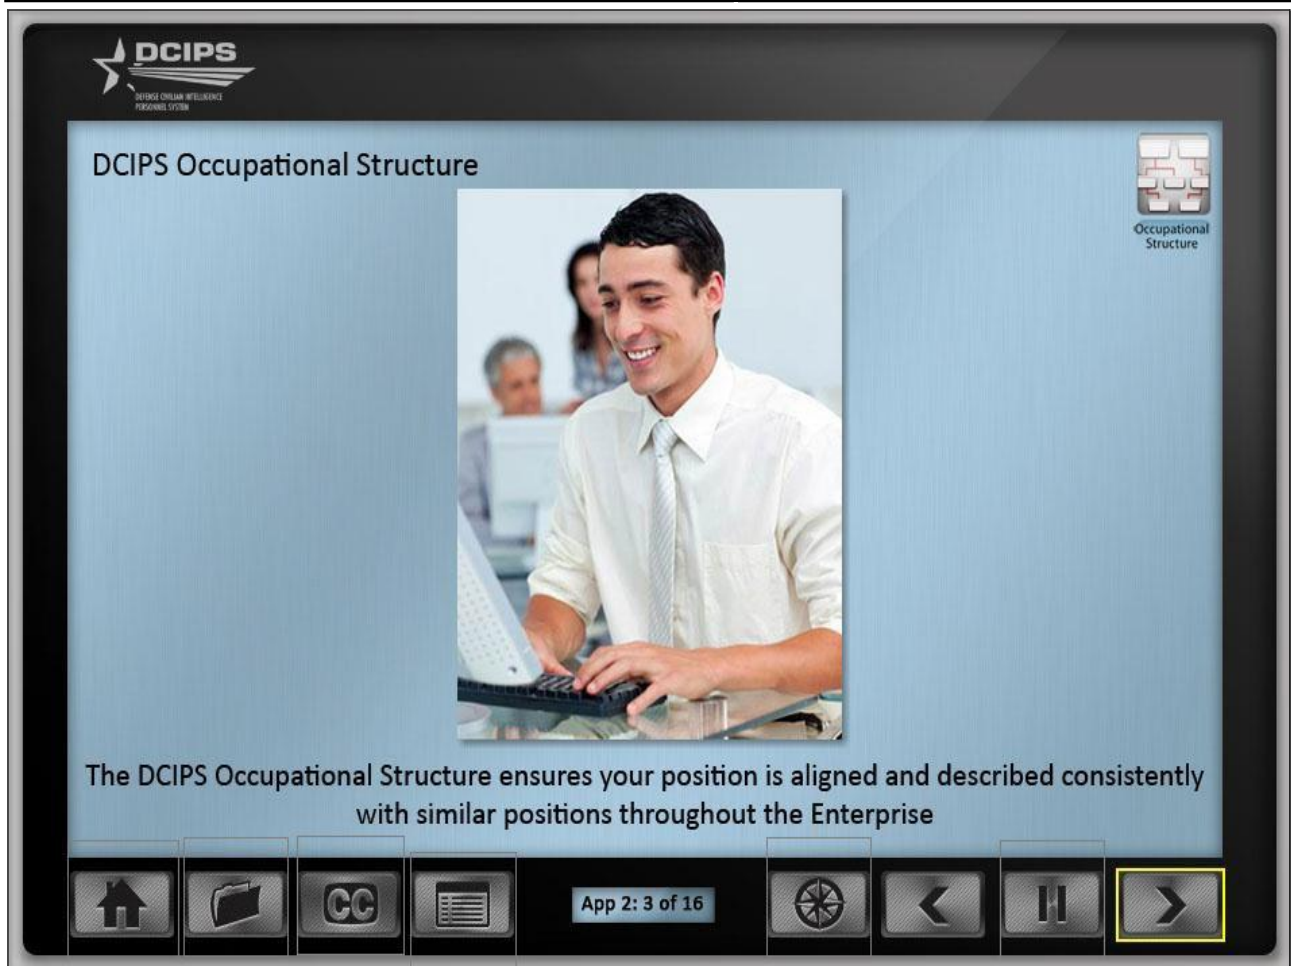 DCIPS
DEFENSE CIVILIAN INTELLIGENCE
PERSONNEL SYSTEM
DCIPS Occupational Structure
Occupational
Structure
The DCIPS Occupational Structure ensures your position is aligned and described consistently
with similar positions throughout the Enterprise
CC
App 2: 3 of 16